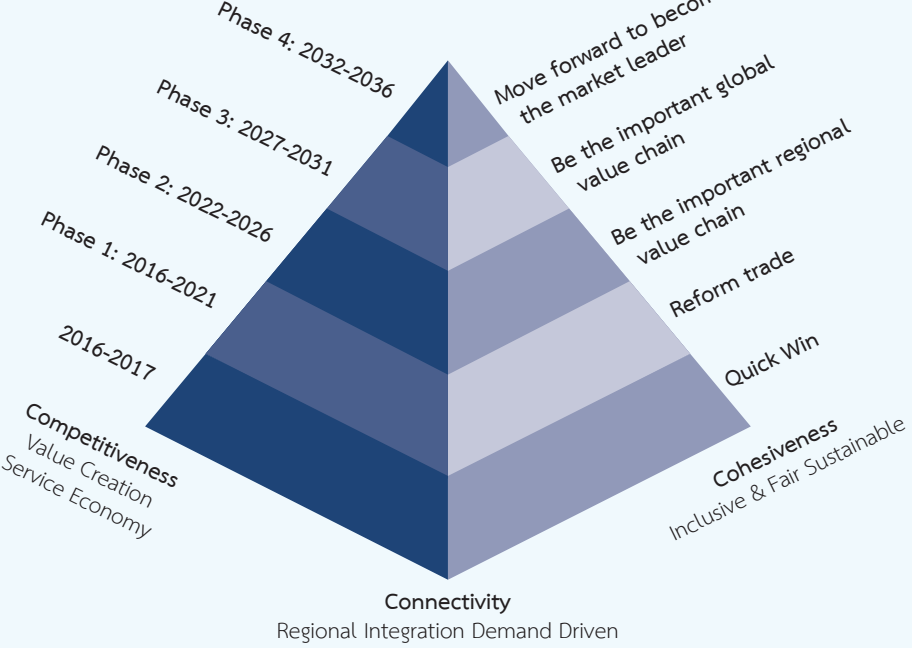 Phase 4: 2032-2036
Phase 3: 2027-2031
Phase 2: 2022-2026
Phase 1: 2016-2021
2016-2017
Move forward to
the market leader
Be the important global
value chain
Be the important regional
value chain
Reform trade
Quick Win
Competitiveness
Value Creation
Service Economy
Cohesiveness
Inclusive & Fair Sustainable
Connectivity
Regional Integration Demand Driven